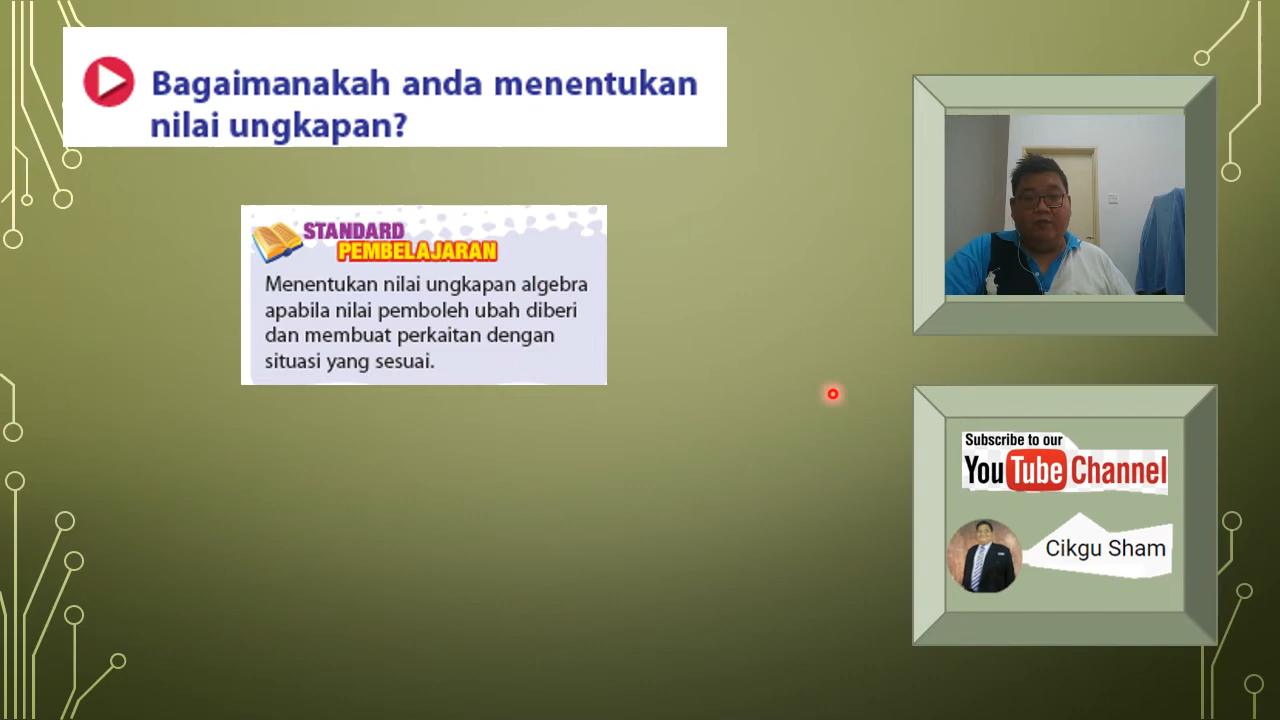 Bagaimanakah anda menentukan
nilai ungkapan?
STANDARD
PEMBELAJARAN
Menentukan nilai ungkapan algebra
apabila nilai pemboleh ubah diberi
dan membuat perkaitan dengan
situasi yang sesuai.
Subscribe to our
YouTube Channel
Cikgu Sham